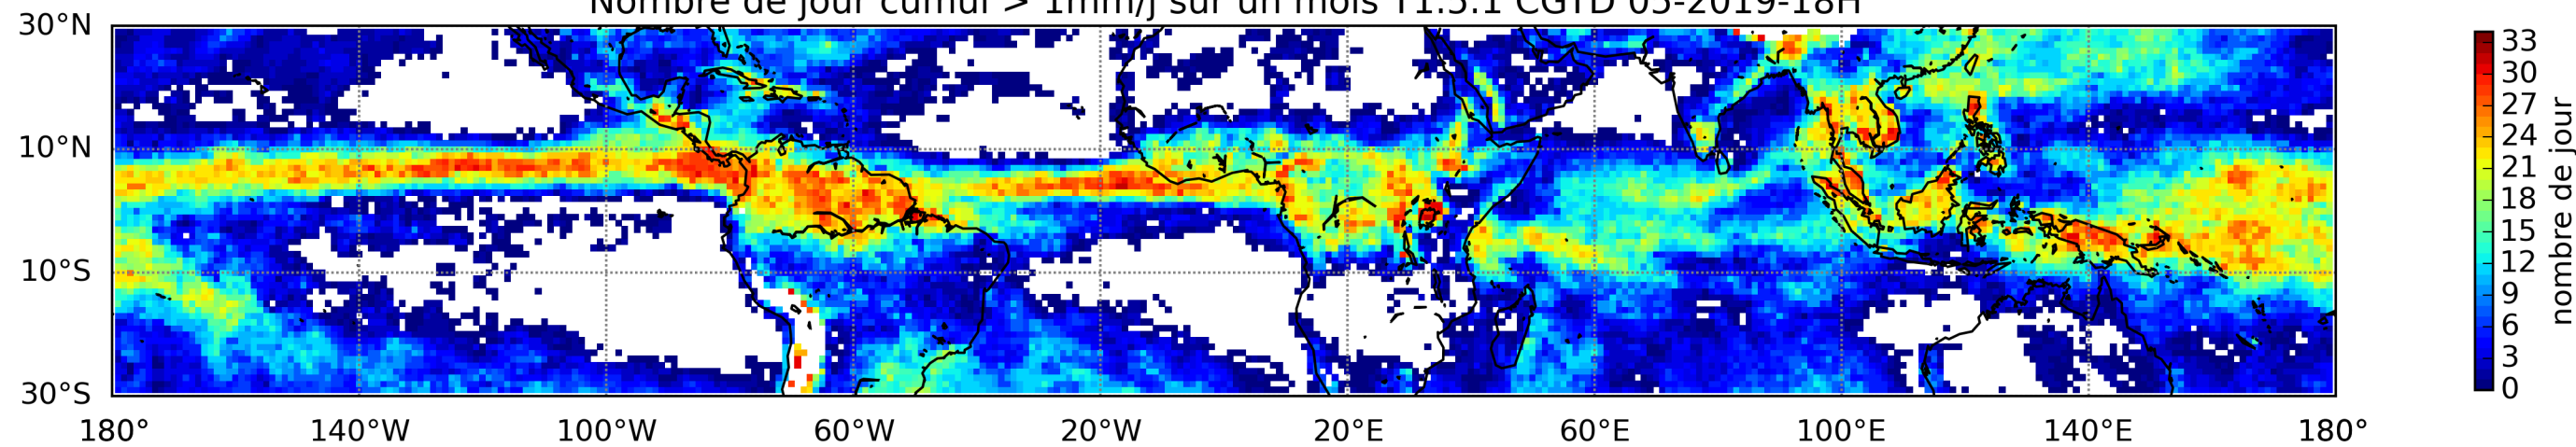 Nombre de jour cumul > 1mm/j sur un mois T1.5.1 CGTD 05-2019-18H
30°N
10°N
10°S
30°S
180° 140°W 100°W 60°W 20°W 20°E 60°E 100°E 140°E 180°
33
30
27
24
21
18
15
12
9
6
3
0
nombre de jour